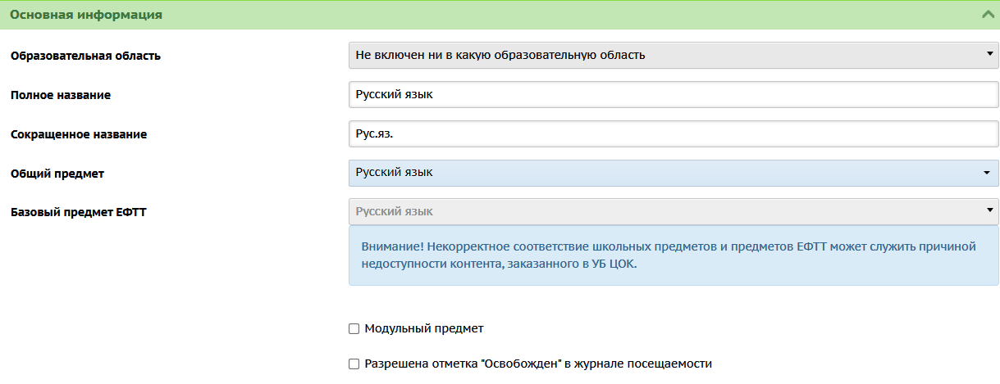 Основная информация
Образовательная область
Не включен ни в какую образовательную область
Полное название
Русский язык
Сокращенное название
Рус.яз.
Общий предмет
Русский язык
Базовый предмет ЕФТТ
Русский язык
Внимание! Некорректное соответствие школьных предметов и предметов ЕФТТ может служить причиной
недоступности контента, заказанного в УБ ЦОК.
Модульный предмет
Разрешена отметка "Освобожден" в журнале посещаемости